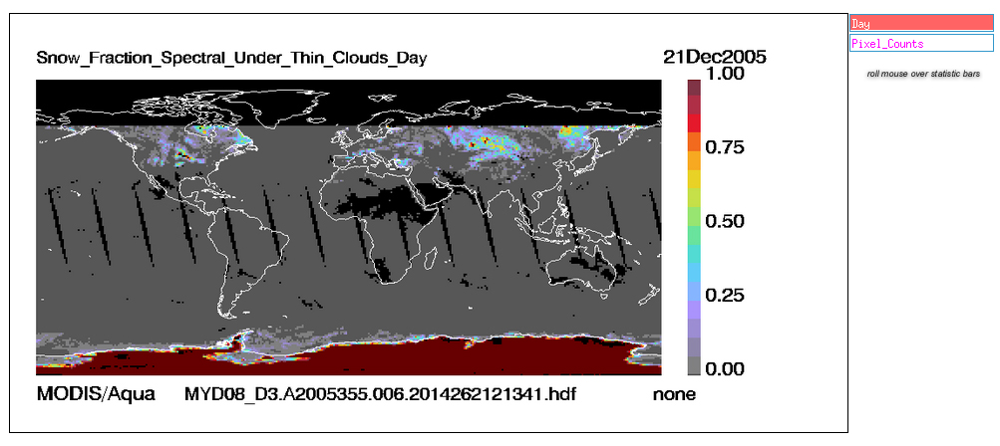 Snow_Fraction_Spectral_Under_Thin_Clouds_Day
21Dec2005
1.00
0.75
0.50
0.25
0.00
MODIS/Aqua
MYD08_D3.A2005355.006.2014262121341.hdf
none
Day
Pixel_Counts
roll mouse over statistic bars